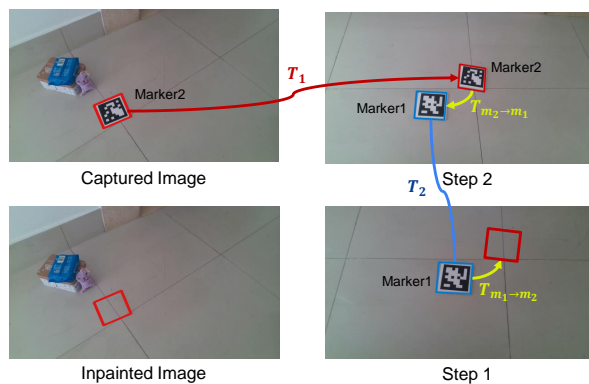 Marker2
Captured Image
T₁
Marker2
Marker1
Tₘ₂→ₘ₁
Step 2
T₂
Inpainted Image
Marker1
Tₘ₁→ₘ₂
Step 1